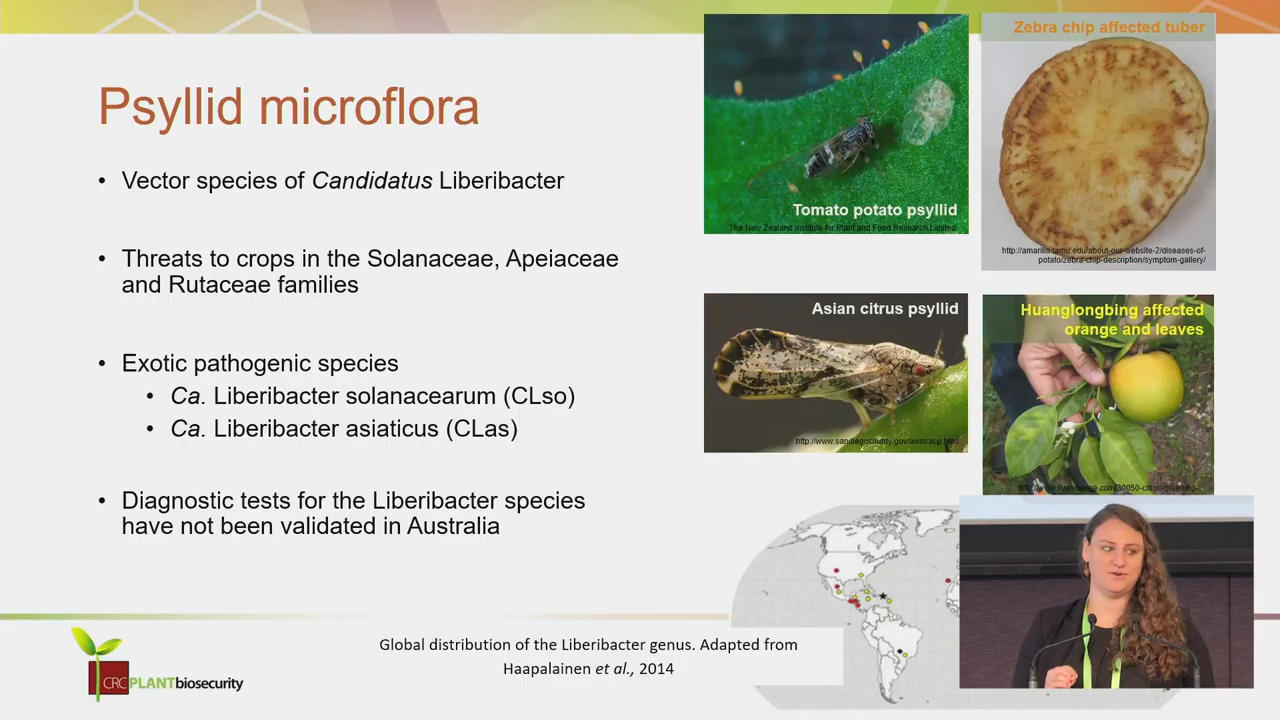 Psyllid microflora
• Vector species of Candidatus Liberibacter
• Threats to crops in the Solanaceae, Apeiaceae
and Rutaceae families
• Exotic pathogenic species
• Ca. Liberibacter solanacearum (CLso)
• Ca. Liberibacter asiaticus (CLas)
• Diagnostic tests for the Liberibacter species
have not been validated in Australia
Tomato potato psyllid
The New Zealand Institute for Plant and Food Research Limited
Zebra chip affected tuber
http://amarillo.tamu.edu/about-our-website-2/diseases-of-
potato/zebra-chip-description/symptom-gallery/
Asian citrus psyllid
http://www.sandiegocounty.gov/awm/acp.html
Huanglongbing affected
orange and leaves
Global distribution of the Liberibacter genus. Adapted from
Haapalainen et al., 2014
CRCPLANTbiosecurity